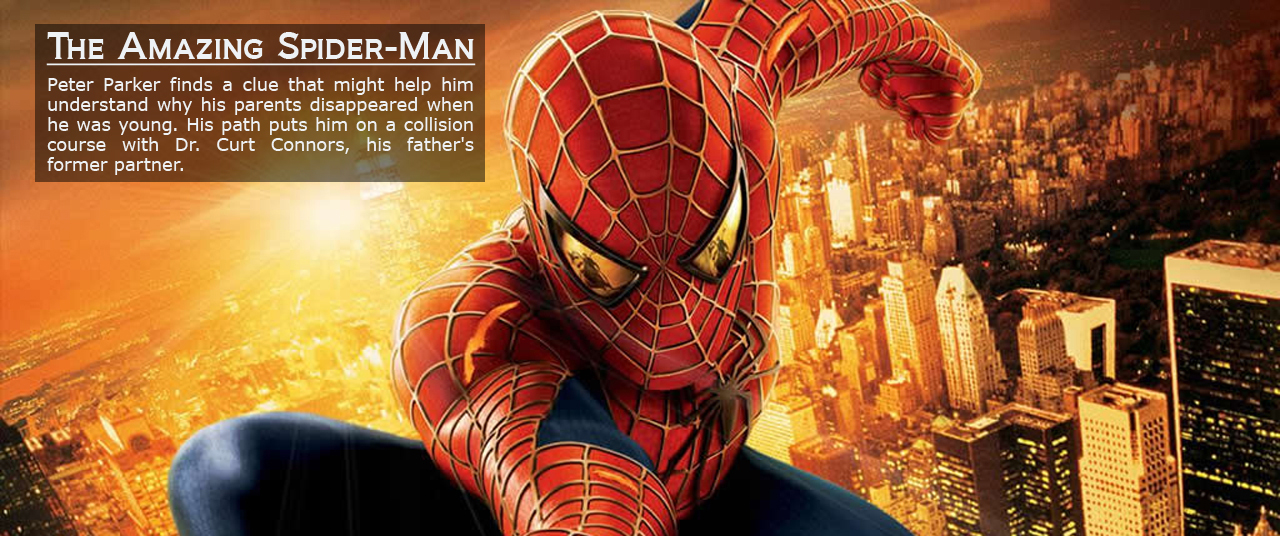 The Amazing Spider-Man
Peter Parker finds a clue that might help him
understand why his parents disappeared when
he was young. His path puts him on a collision
course with Dr. Curt Connors, his father's
former partner.